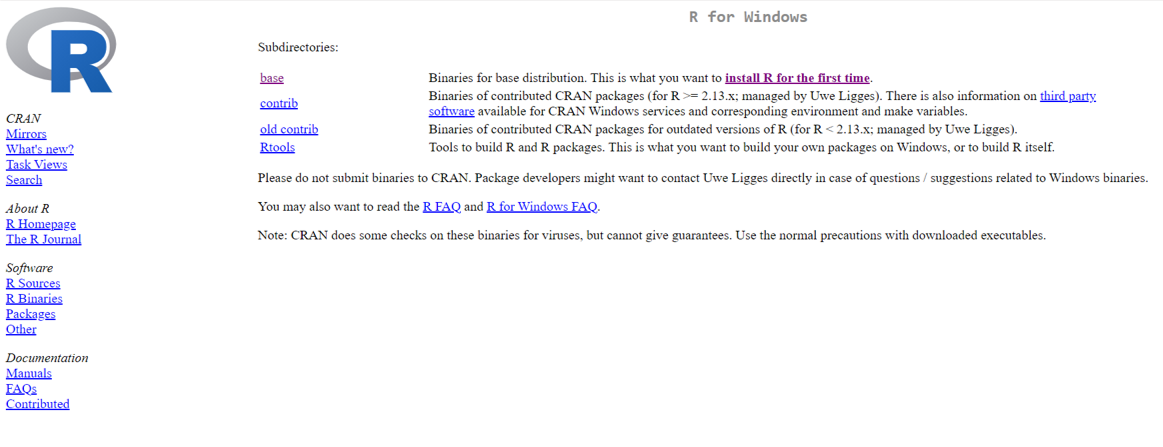 R
CRAN
Mirrors
What's new?
Task Views
Search
About R
R Homepage
The R Journal
Software
R Sources
R Binaries
Packages
Other
Documentation
Manuals
FAQs
Contributed
R for Windows
Subdirectories:
base Binaries for base distribution. This is what you want to install R for the first time.
contrib Binaries of contributed CRAN packages (for R >= 2.13.x; managed by Uwe Ligges). There is also information on third party
software available for CRAN Windows services and corresponding environment and make variables.
old contrib Binaries of contributed CRAN packages for outdated versions of R (for R < 2.13.x; managed by Uwe Ligges).
Rtools Tools to build R and R packages. This is what you want to build your own packages on Windows, or to build R itself.
Please do not submit binaries to CRAN. Package developers might want to contact Uwe Ligges directly in case of questions / suggestions related to Windows binaries.
You may also want to read the R FAQ and R for Windows FAQ.
Note: CRAN does some checks on these binaries for viruses, but cannot give guarantees. Use the normal precautions with downloaded executables.